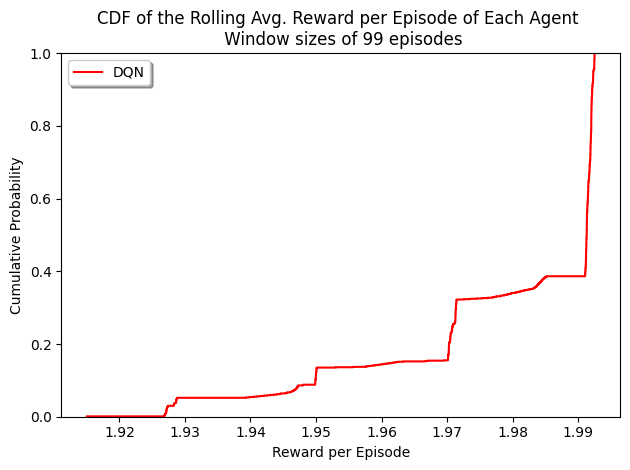 CDF of the Rolling Avg. Reward per Episode of Each Agent
Window sizes of 99 episodes
DQN
Cumulative Probability
1.0
0.8
0.6
0.4
0.2
0.0
1.92 1.93 1.94 1.95 1.96 1.97 1.98 1.99
Reward per Episode